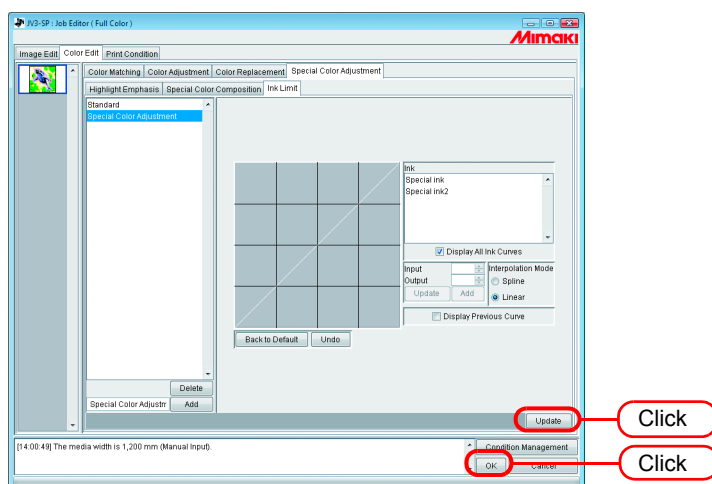 JV3-SP : Job Editor ( Full Color )
Mimaki
Image Edit Color Edit Print Condition
Color Matching Color Adjustment Color Replacement Special Color Adjustment
Highlight Emphasis Special Color Composition Ink Limit
Standard
Special Color Adjustment
Ink
Special ink
Special ink2
Display All Ink Curves
Input
Output
Interpolation Mode
Spline
Update Add
Linear
Display Previous Curve
Back to Default Undo
Delete
Special Color Adjustm Add
Update
Click
[14:00:49] The media width is 1,200 mm (Manual Input).
Condition Management
OK Cancel
Click